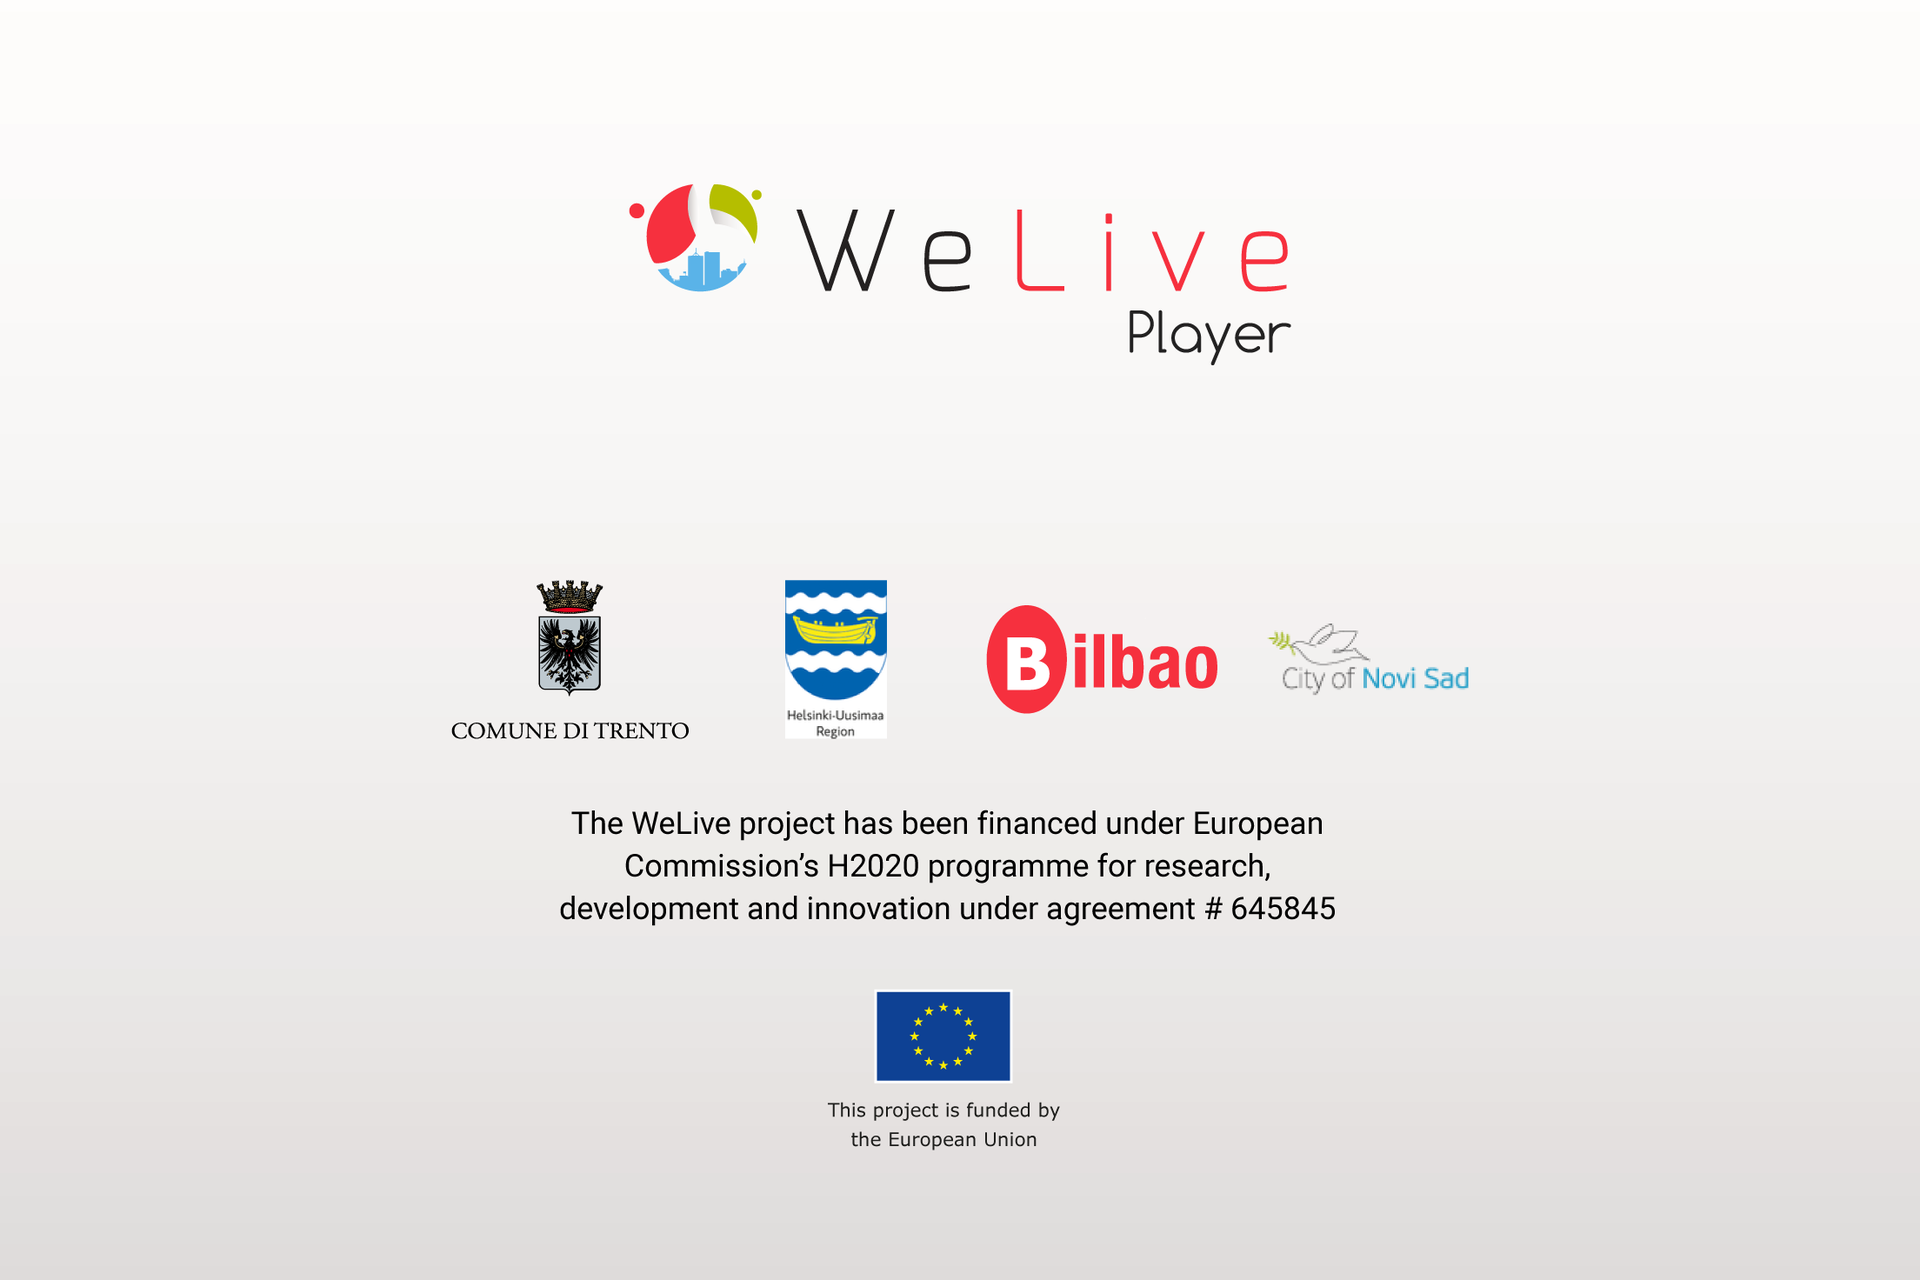 WeLive
Player
COMUNE DI TRENTO
Helsinki-Uusimaa
Region
Bilbao
City of Novi Sad
The WeLive project has been financed under European
Commission’s H2020 programme for research,
development and innovation under agreement # 645845
This project is funded by
the European Union